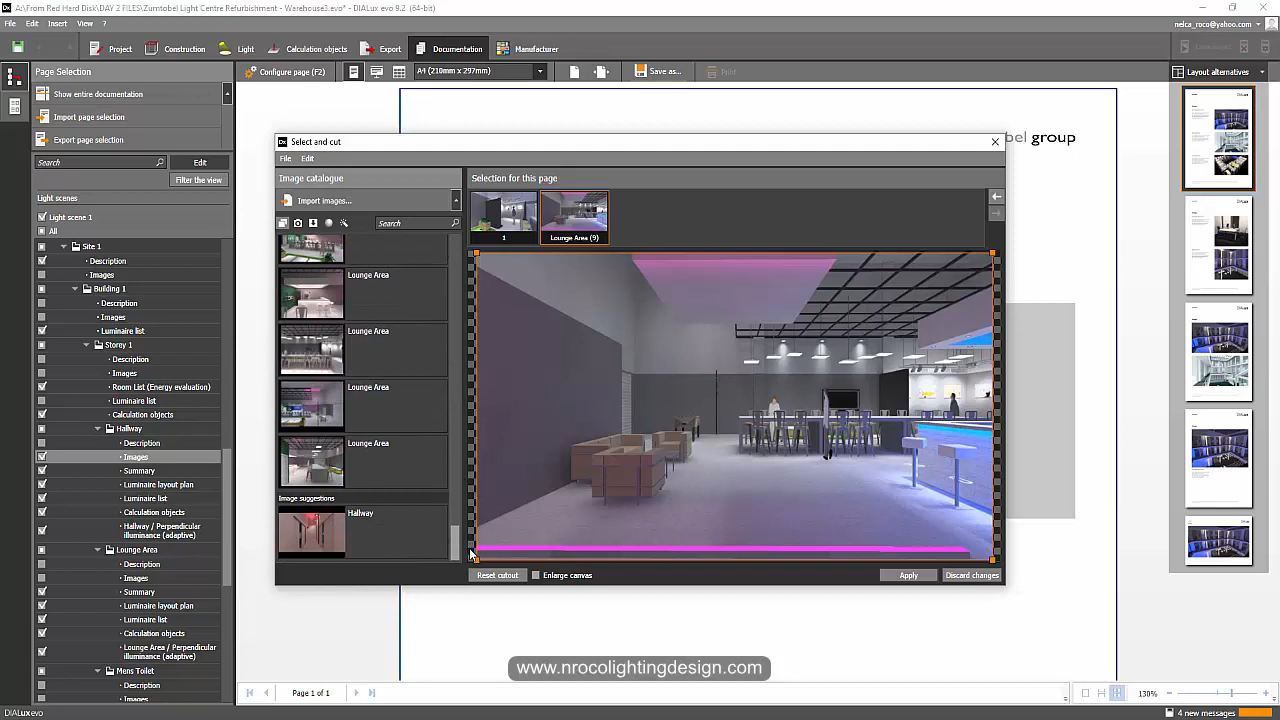 A:\From Red Hard Disk\DAY 2 FILES\Zumtobel Light Centre Refurbishment - Warehouse3.evo* - DIALux evo 9.2 (64-bit)
File Edit Insert View ?
nelca_roco@yahoo.com
Project Construction Light Calculation objects Export Documentation Manufacturer
Page Selection
Configure page (F2)
A4 (210mm x 297mm)
Save as...
Print
Layout alternatives
Show entire documentation
Import page selection
Export page selection
Search
Edit
Filter the view
Light scenes
Light scene 1
All
Site 1
Description
Images
Building 1
Description
Images
Luminaire list
Storey 1
Description
Images
Room List (Energy evaluation)
Luminaire list
Calculation objects
Hallway
Description
Images
Summary
Luminaire layout plan
Luminaire list
Calculation objects
Hallway / Perpendicular
illuminance (adaptive)
Lounge Area
Description
Images
Summary
Luminaire layout plan
Luminaire list
Calculation objects
Lounge Area / Perpendicular
illuminance (adaptive)
Mens Toilet
Description
Images
bel group
Select and cut
File Edit
Image catalogue
Import images...
Search
Lounge Area
Lounge Area
Lounge Area
Lounge Area
Image suggestions
Hallway
Selection for this page
1
Lounge Area (9)
Reset cutout
Enlarge canvas
Apply
Discard changes
www.nrocolightingdesign.com
Page 1 of 1
130%
DIALux evo
4 new messages